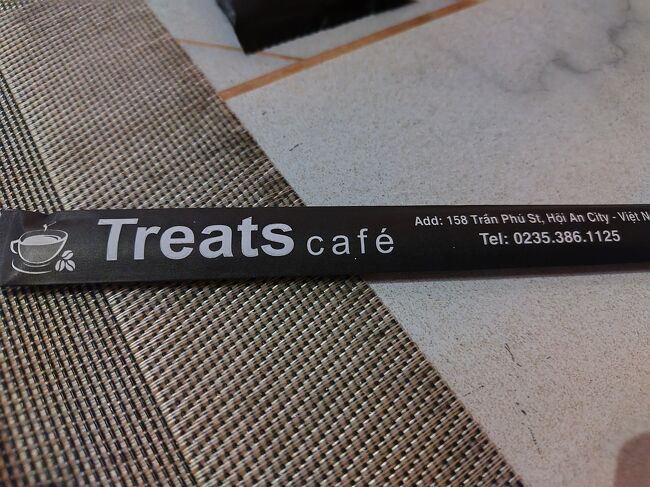 Treats café
Add: 158 Trần Phú St, Hội An City - Việt N
Tel: 0235.386.1125